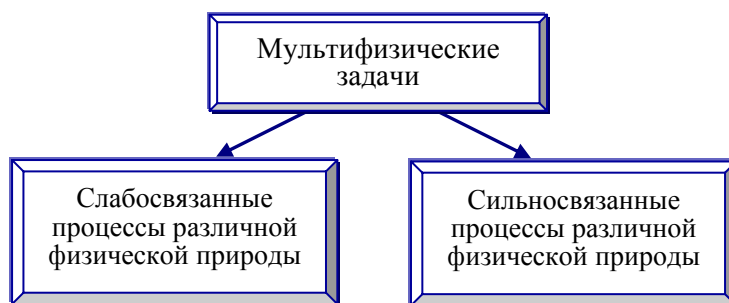 Мультифизические
задачи
Слабосвязанные
процессы различной
физической природы
Сильносвязанные
процессы различной
физической природы